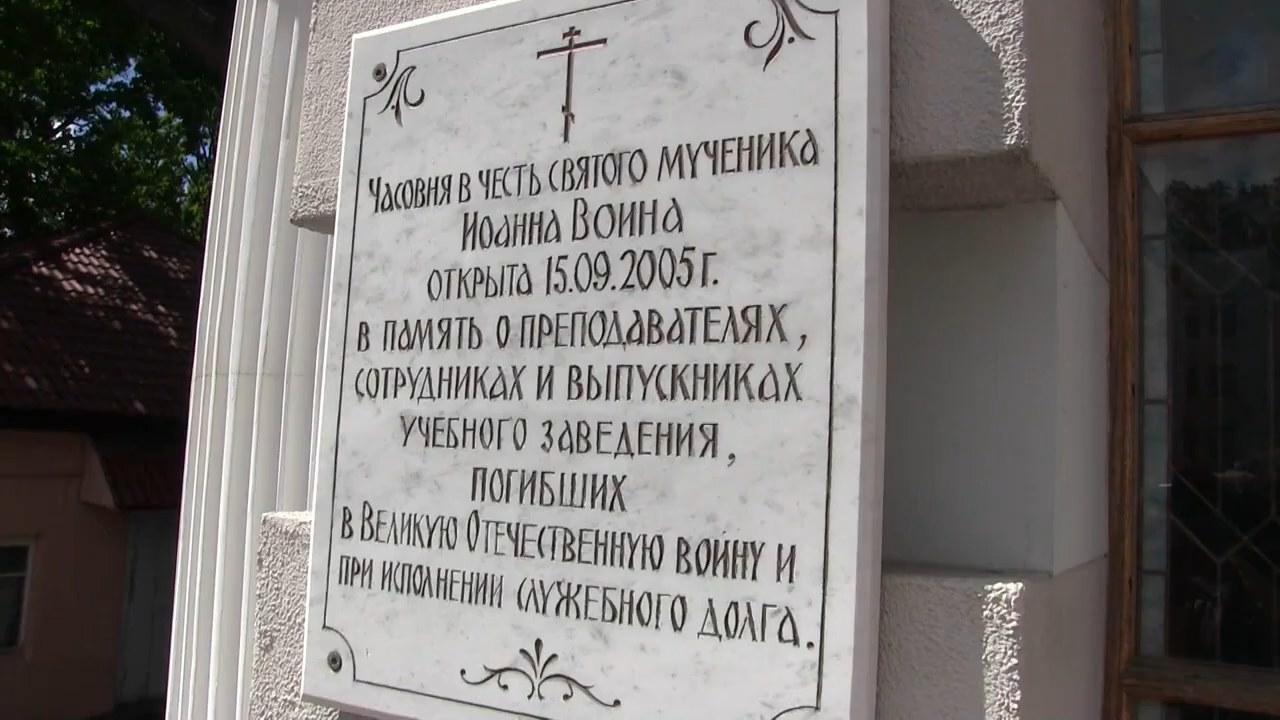 Часовня в честь святого мученика
Иоанна Воина
открыта 15.09.2005г.
в память о преподавателях,
сотрудниках и выпускниках
учебного заведения,
погибших
в Великую Отечественную войну и
при исполнении служебного долга.